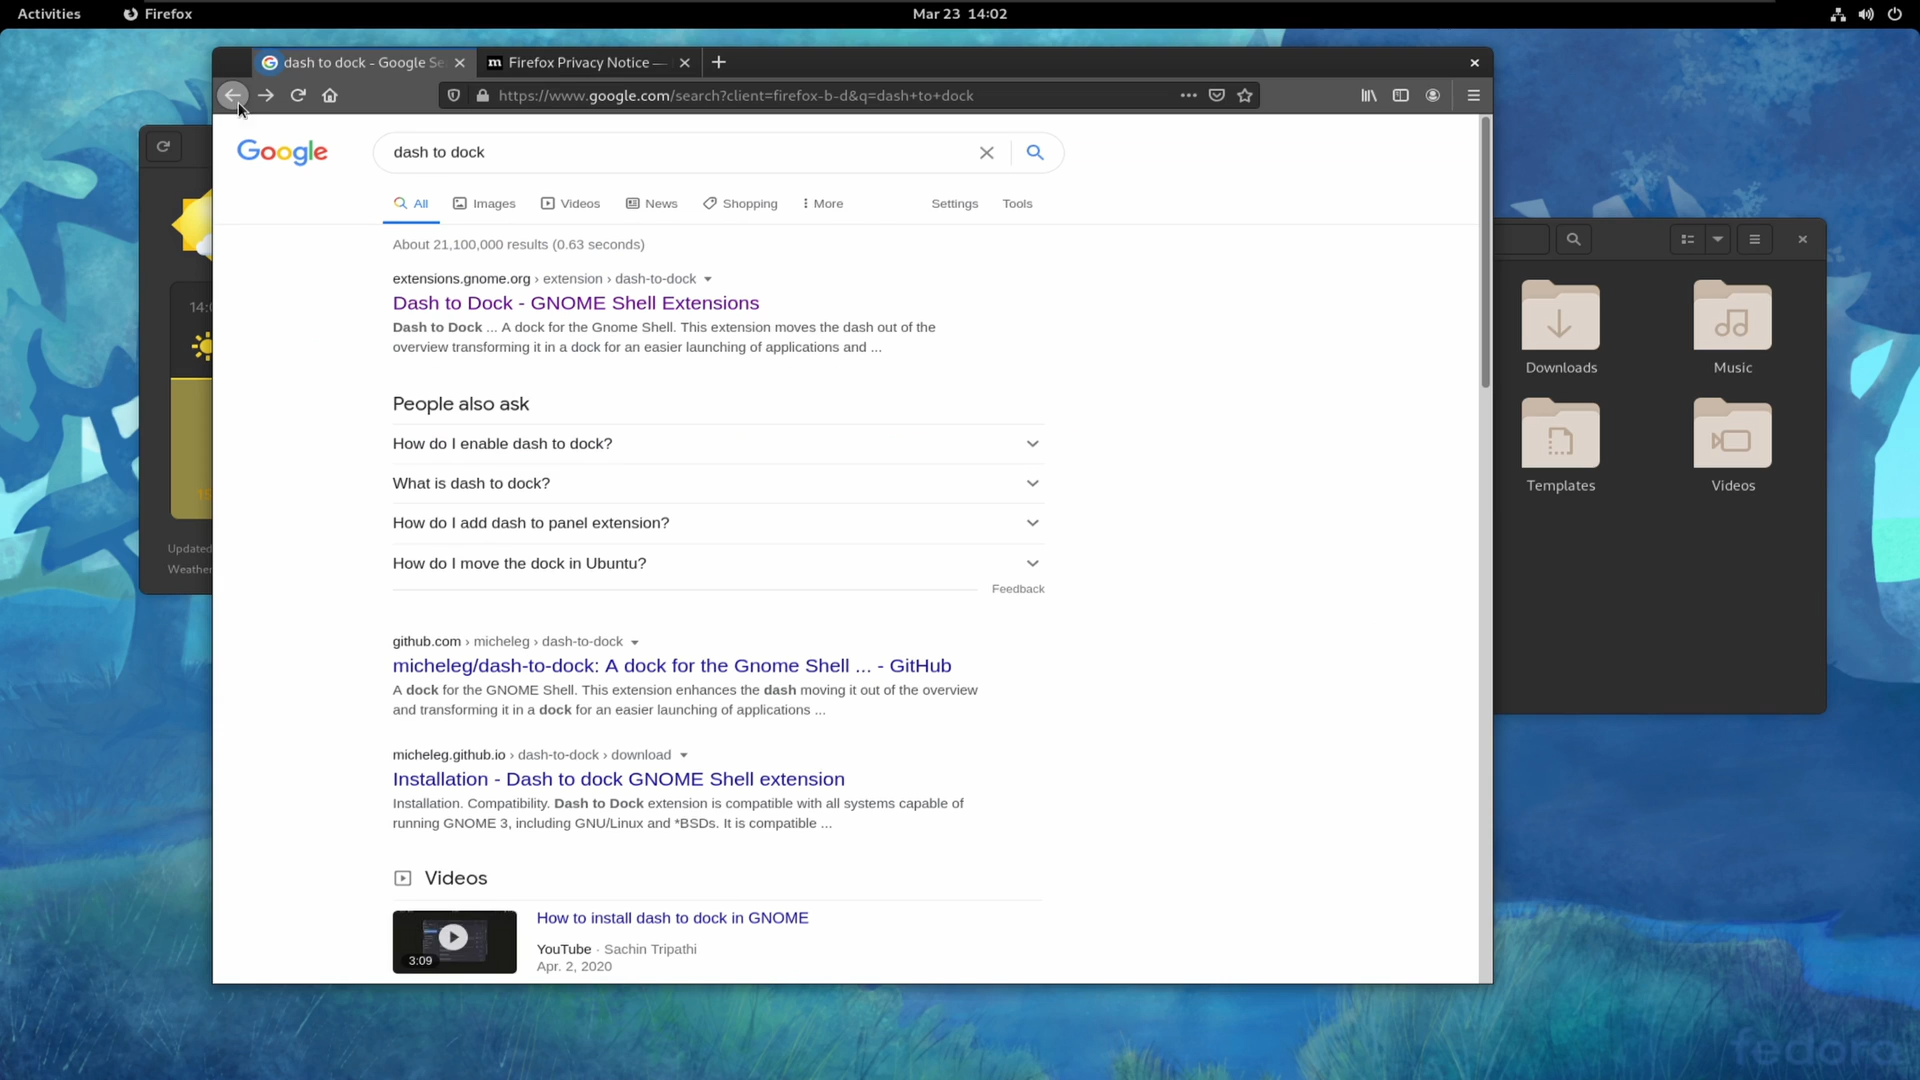 Activities
Firefox
Mar 23 14:02
dash to dock - Google Se
Firefox Privacy Notice —
https://www.google.com/search?client=firefox-b-d&q=dash+to+dock
Google
dash to dock
All
Images
Videos
News
Shopping
More
Settings
Tools
About 21,100,000 results (0.63 seconds)
extensions.gnome.org › extension › dash-to-dock
Dash to Dock - GNOME Shell Extensions
Dash to Dock ... A dock for the Gnome Shell. This extension moves the dash out of the
overview transforming it in a dock for an easier launching of applications and ...
People also ask
How do I enable dash to dock?
What is dash to dock?
How do I add dash to panel extension?
How do I move the dock in Ubuntu?
Feedback
github.com › micheleg › dash-to-dock
micheleg/dash-to-dock: A dock for the Gnome Shell ... - GitHub
A dock for the GNOME Shell. This extension enhances the dash moving it out of the overview
and transforming it in a dock for an easier launching of applications ...
micheleg.github.io › dash-to-dock › download
Installation - Dash to dock GNOME Shell extension
Installation. Compatibility. Dash to Dock extension is compatible with all systems capable of
running GNOME 3, including GNU/Linux and *BSDs. It is compatible ...
Videos
3:09
How to install dash to dock in GNOME
YouTube · Sachin Tripathi
Apr. 2, 2020
14:0
15
Updated
Weather
Downloads
Music
Templates
Videos
fedora